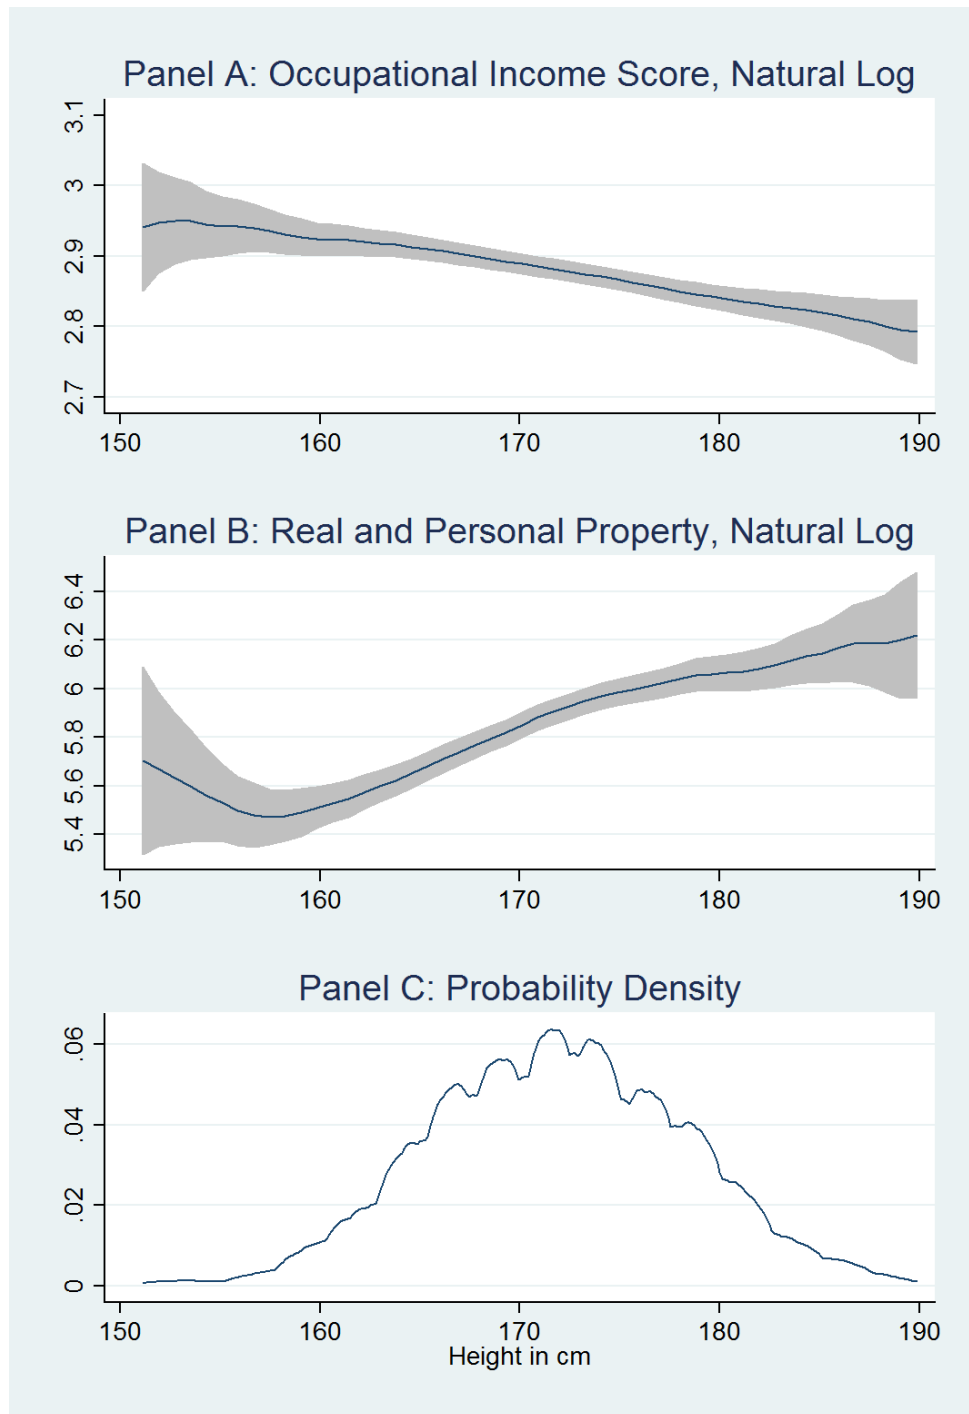 Panel A: Occupational Income Score, Natural Log
3.1
3
2.9
2.8
2.7
150 160 170 180 190
Panel B: Real and Personal Property, Natural Log
6.4
6.2
6
5.8
5.6
5.4
150 160 170 180 190
Panel C: Probability Density
.06
.04
.02
0
150 160 170 180 190
Height in cm